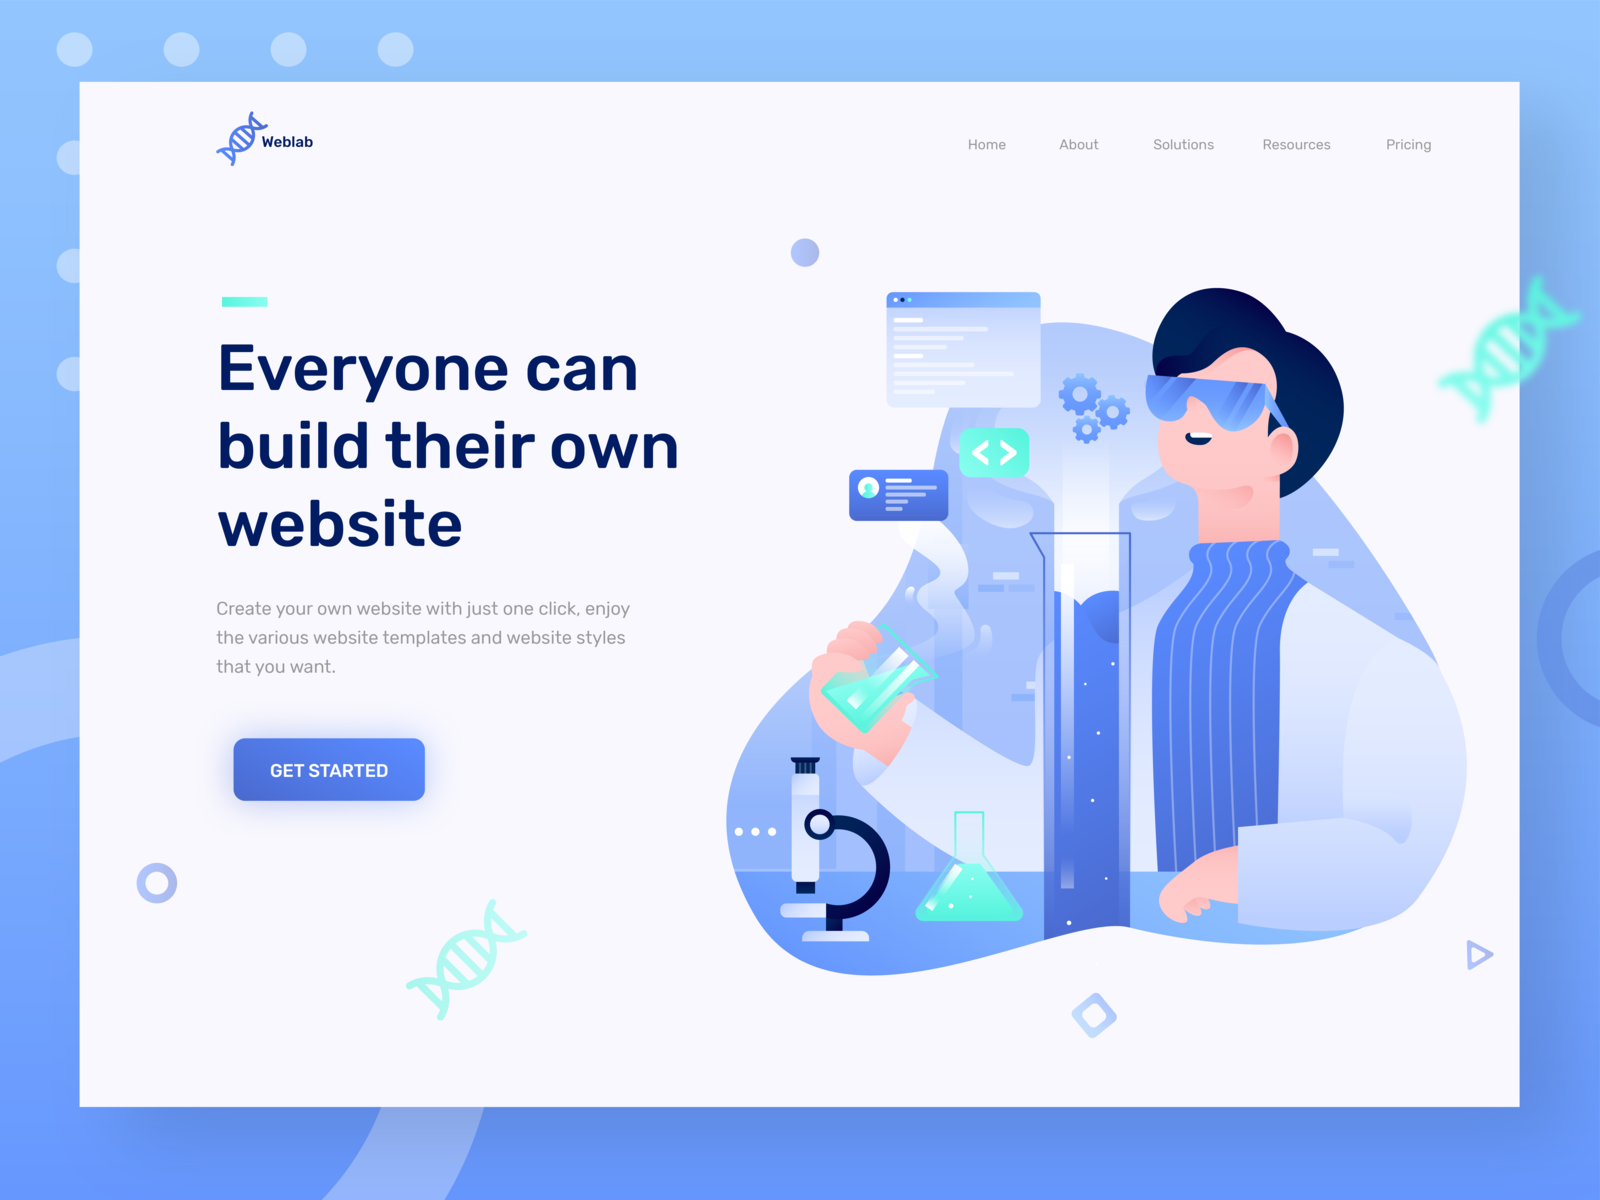 Weblab
Home About Solutions Resources Pricing
Everyone can
build their own
website
Create your own website with just one click, enjoy
the various website templates and website styles
that you want.
GET STARTED